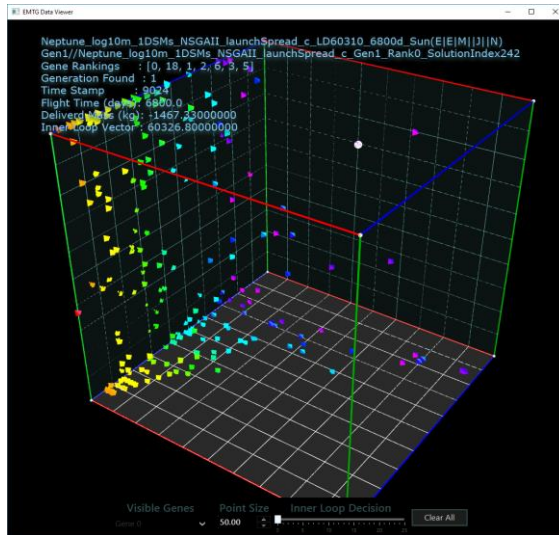 EMTG Data Viewer
Neptune_log10m_1DSMs_NSGAII_launchSpread_c_LD60310_6800d_Sun(E|E|M||J||N)
Gen1//Neptune_log10m_1DSMs_NSGAII_launchSpread_c_Gen1_Rank0_SolutionIndex242
Gene Rankings : [0, 18, 1, 2, 6, 3, 5]
Generation Found : 1
Time Stamp : 9024
Flight Time (days): 6800.0
Deliverd Mass (kg): -1467.33000000
Inner Loop Vector : 60326.80000000
Visible Genes Point Size Inner Loop Decision
Gene 0 50.00 Clear All